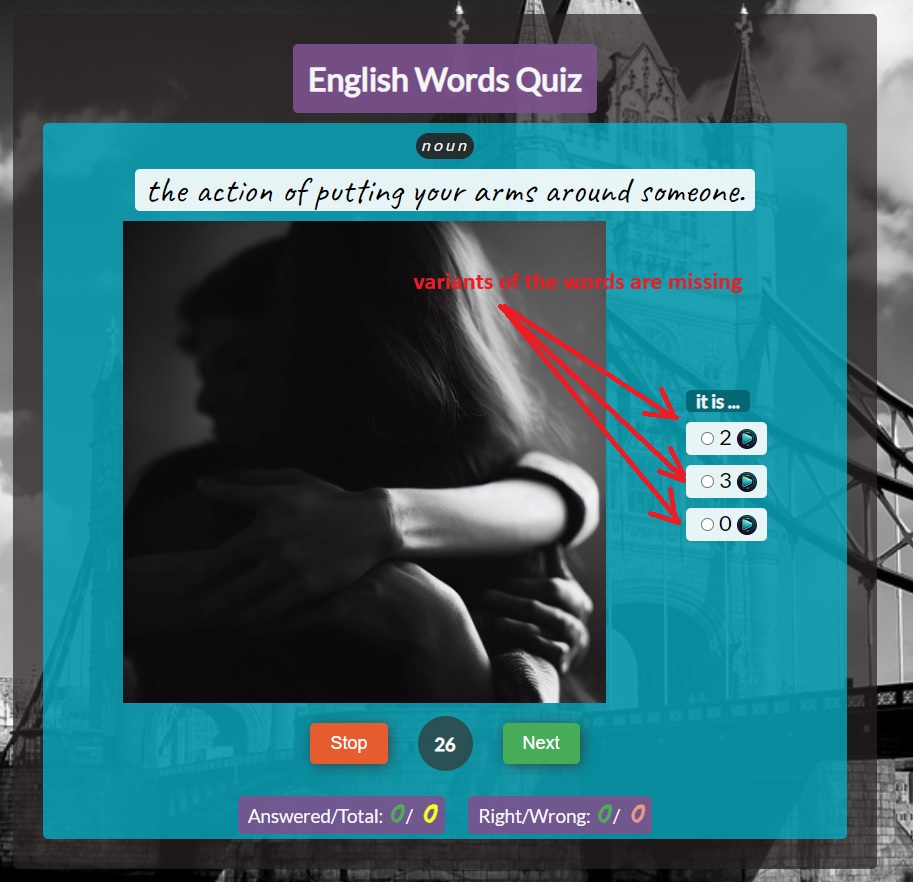 English Words Quiz
noun
the action of putting your arms around someone.
variants of the words are missing
it is ...
2
3
0
Stop
26
Next
Answered/Total: 0/ 0
Right/Wrong: 0/ 0